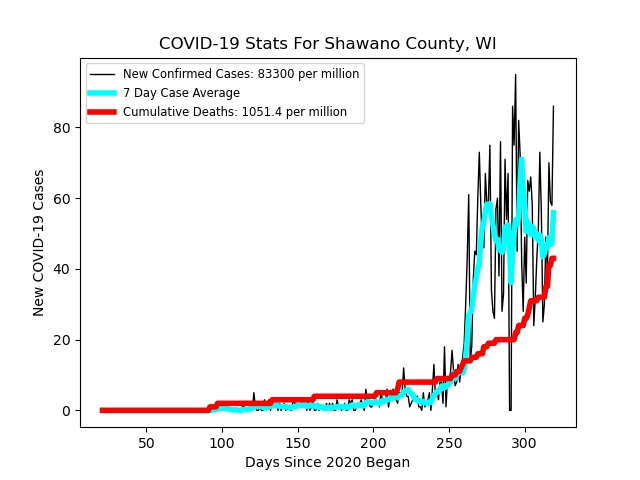 COVID-19 Stats For Shawano County, WI
New Confirmed Cases: 83300 per million
7 Day Case Average
Cumulative Deaths: 1051.4 per million
New COVID-19 Cases
80
60
40
20
0
50 100 150 200 250 300
Days Since 2020 Began